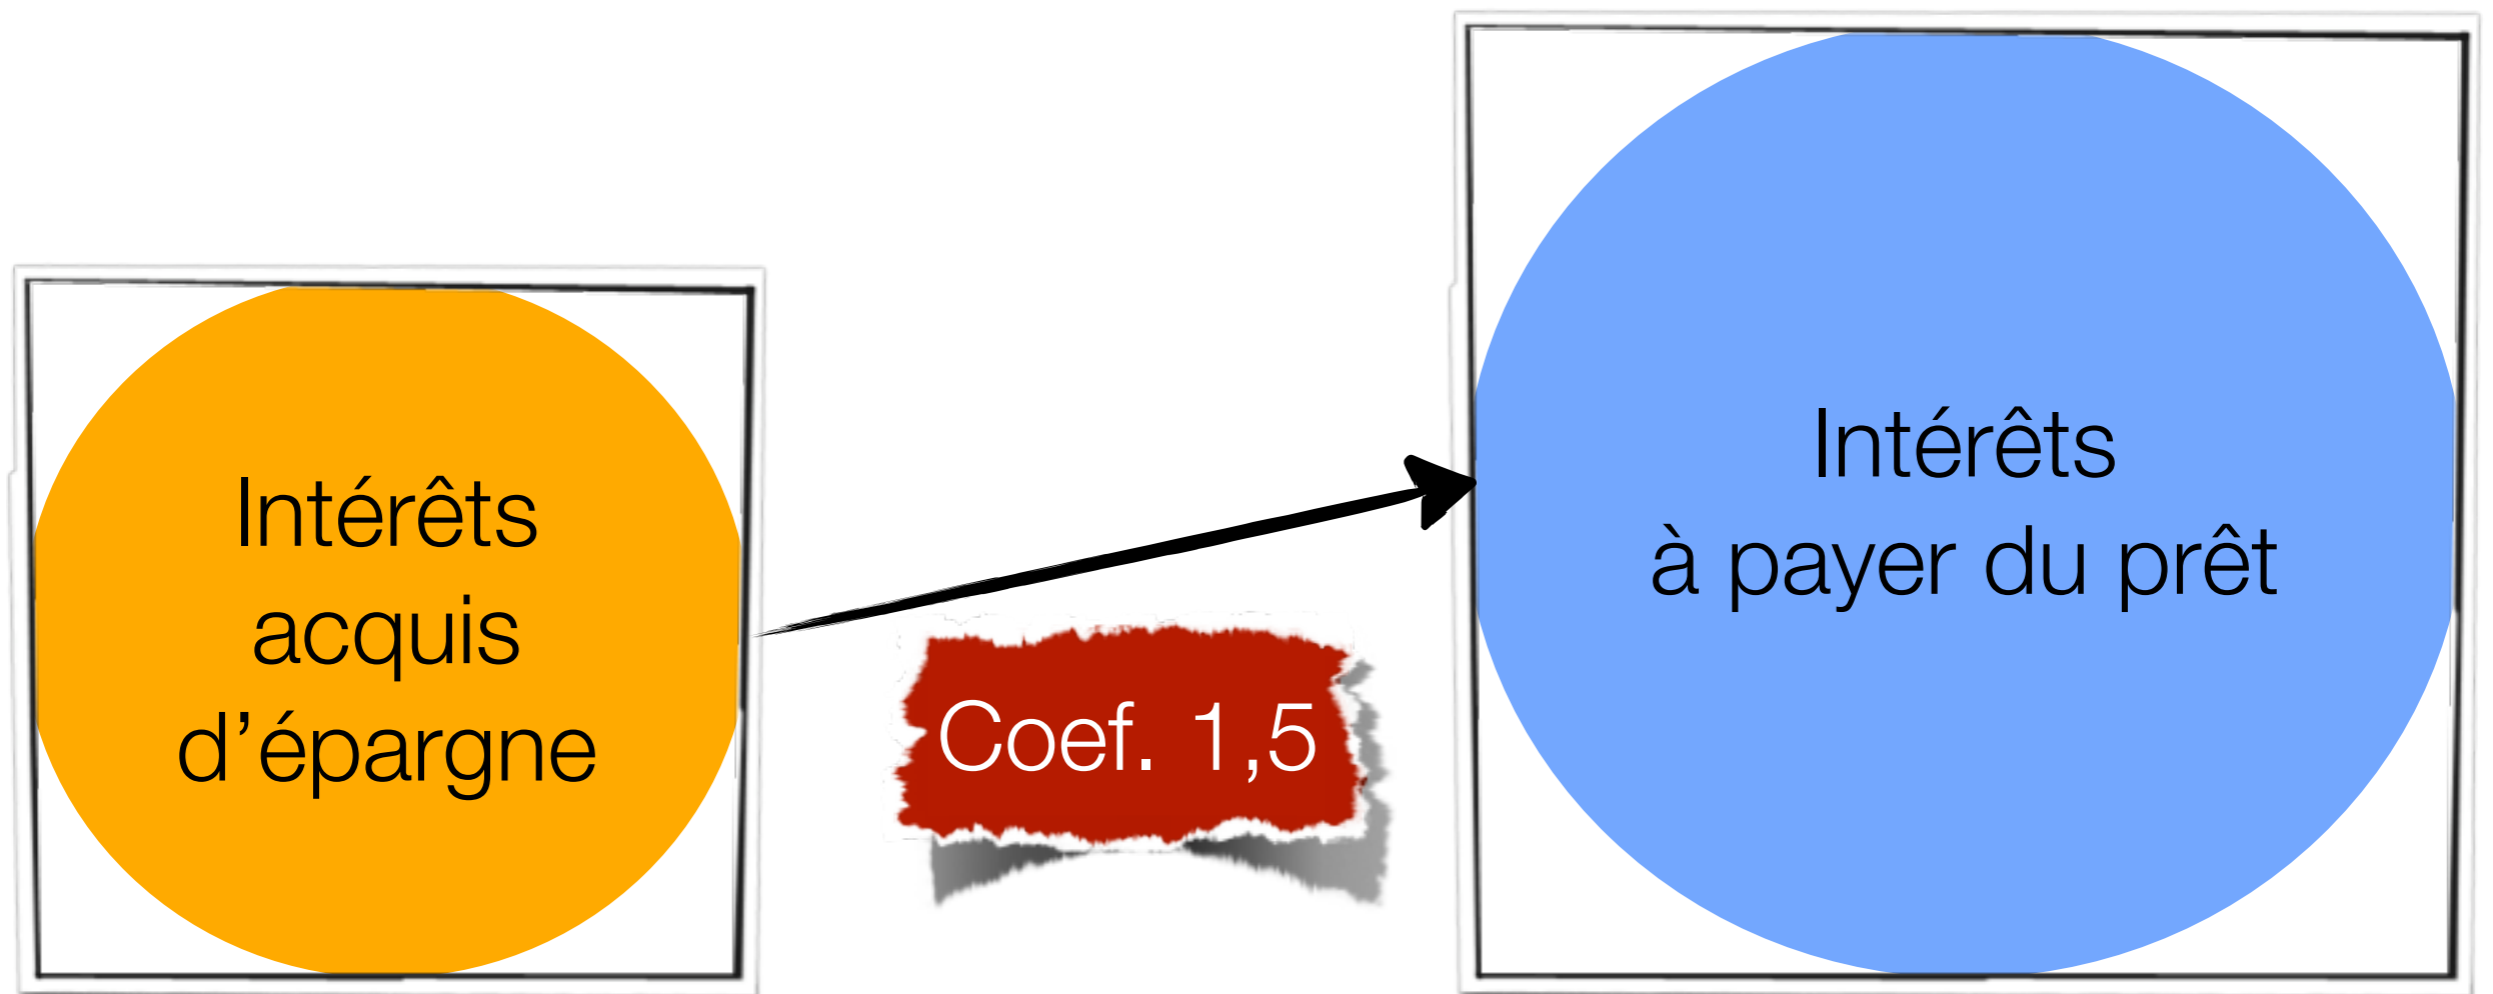 Intérêts
acquis
d’épargne
Coef. 1,5
Intérêts
à payer du prêt